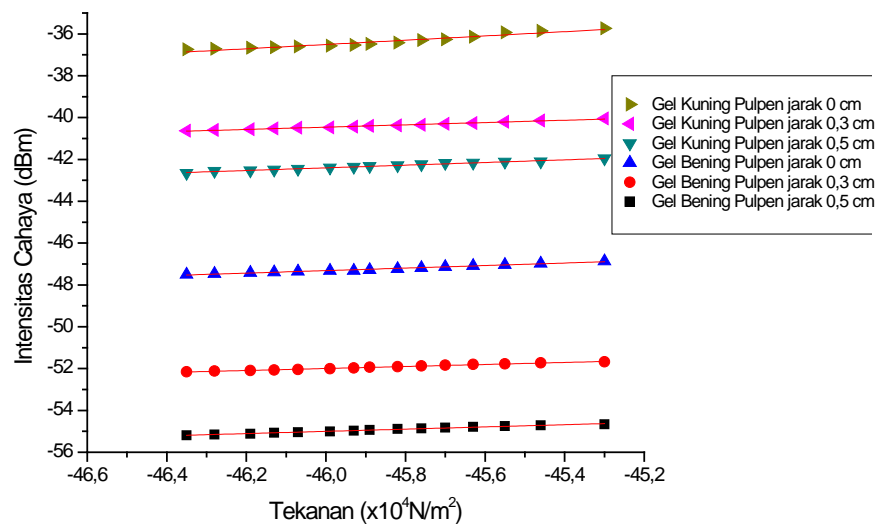 -36
-38
-40
-42
-44
-46
-48
-50
-52
-54
-56
Intensitas Cahaya (dBm)
Gel Kuning Pulpen jarak 0 cm
Gel Kuning Pulpen jarak 0,3 cm
Gel Kuning Pulpen jarak 0,5 cm
Gel Bening Pulpen jarak 0 cm
Gel Bening Pulpen jarak 0,3 cm
Gel Bening Pulpen jarak 0,5 cm
-46,6 -46,4 -46,2 -46,0 -45,8 -45,6 -45,4 -45,2
Tekanan (x10⁴N/m²)